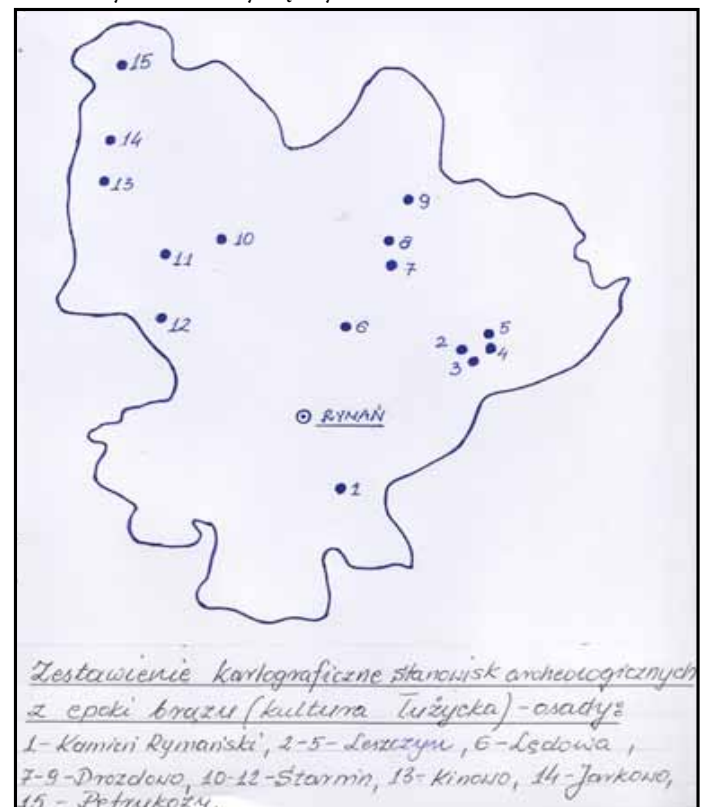 15
14
13
9
10
8
11
7
12
6
5
2
4
3
RYMAŃ
1
Zestawienie kartograficzne stanowisk archeologicznych
z epoki brązu (kultura Łużycka) - osady:
1 - Kamień Rymański, 2-5 - Leszczyn, 6 - Lędowa,
7-9 - Drozdowo, 10-12 - Starnin, 13 - Kinowo, 14 - Jarkowo,
15 - Petrykozy.